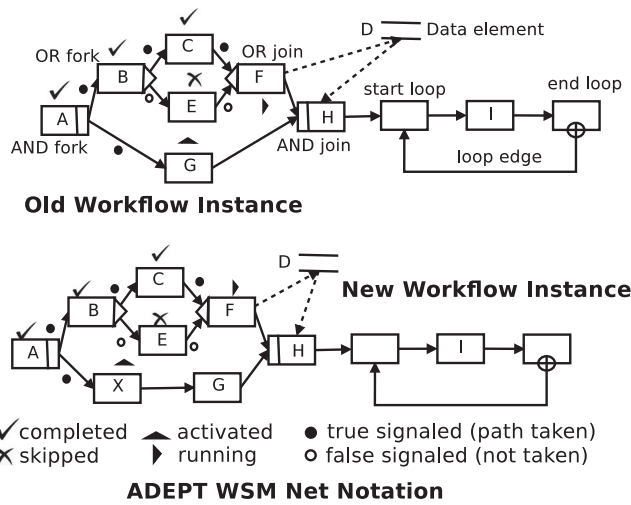 D Data element
C
OR fork OR join
B F
E
start loop end loop
A H I
AND fork AND join
G
loop edge
Old Workflow Instance
D
C
New Workflow Instance
B F
E
A H I
X G
completed activated true signaled (path taken)
skipped running false signaled (not taken)
ADEPT WSM Net Notation